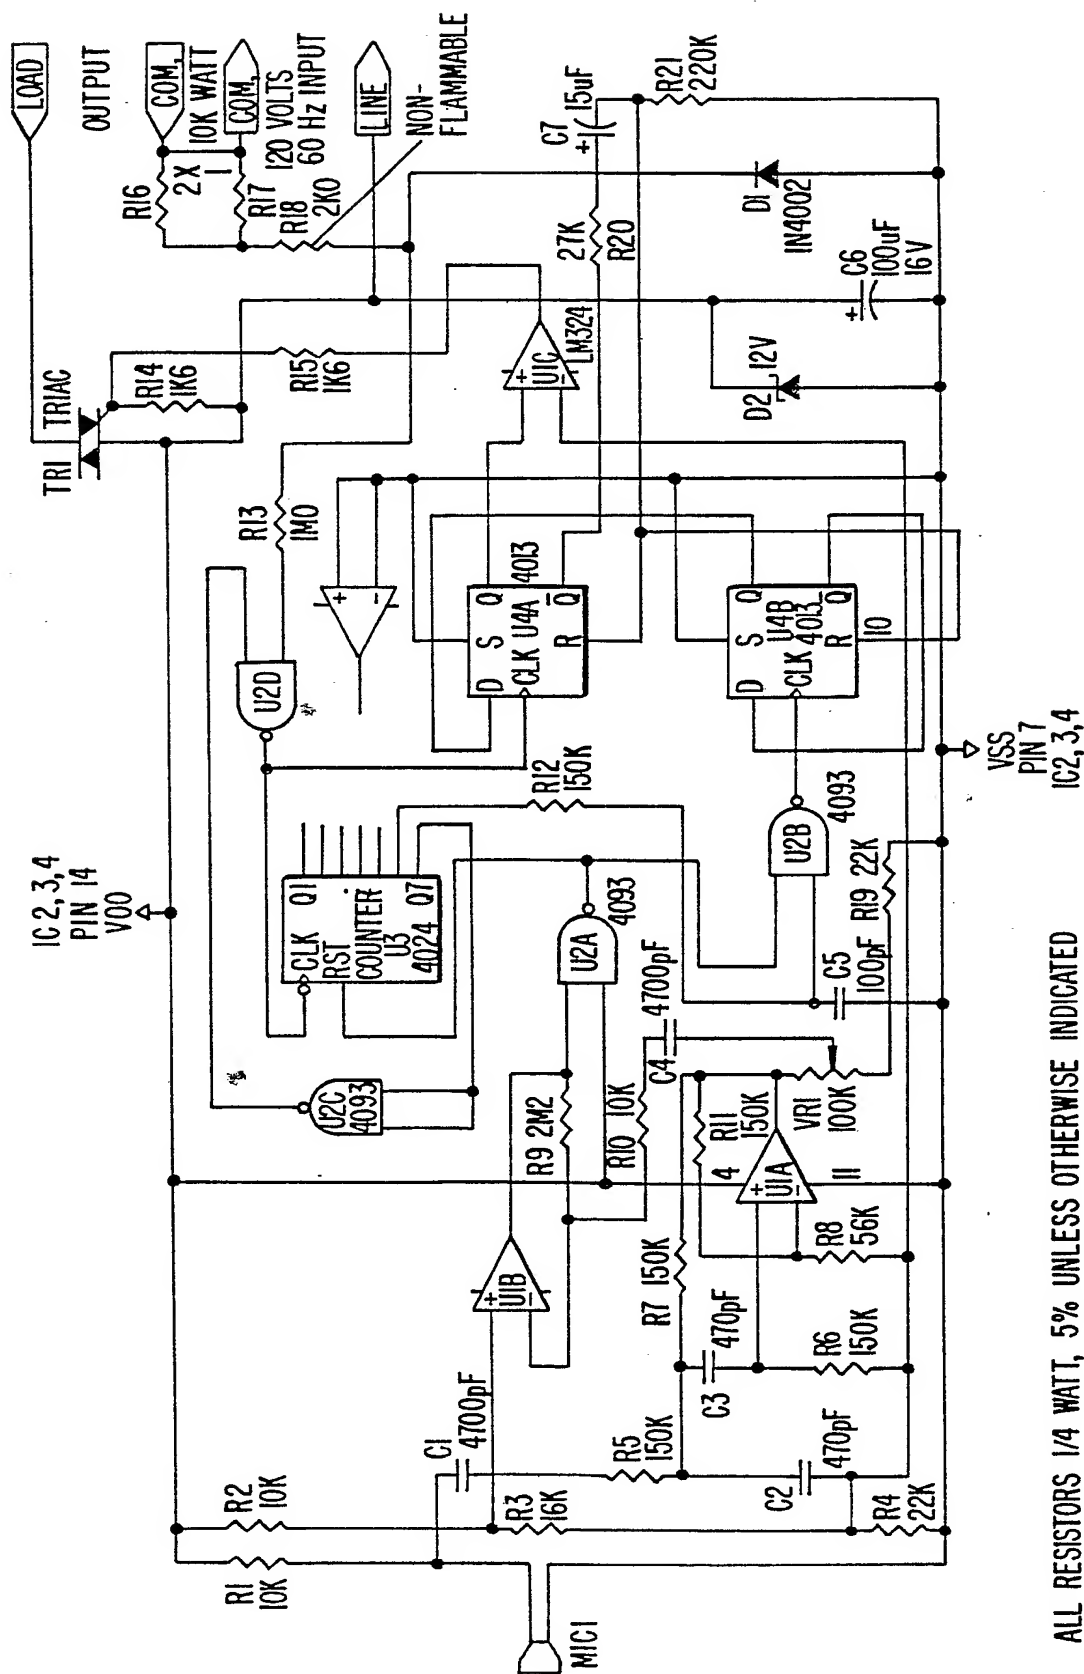 LOAD
OUTPUT
COM,
10K WATT
COM,
120 VOLTS
60 Hz INPUT
LINE
NON-
FLAMMABLE
R16
2X
1
R17
R18
2K0
TRI
TRIAC
R14
1K6
R15
1K6
R13
1M0
U2D
+
-
U1C
+
-
LM324
C7
+
15uF
R21
220K
27K
R20
D1
1N4002
C6
100uF
16V
+
D2
12V
S
D
Q
U4A
CLK
4013
Q
R
S
D
Q
U4B
CLK
4013
Q
R
10
IC 2,3,4
PIN 14
VOO
CLK
Q1
RST
COUNTER
U3
4024
Q7
R12
150K
U2C
4093
U2A
4093
U2B
4093
VSS
PIN 7
IC2,3,4
R19 22K
C5
100pF
C4
4700pF
R9 2M2
R10 10K
R11
150K
VR1
100K
4
+
U1A
-
11
R8
56K
R7 150K
C3
470pF
R6
150K
+
U1B
-
C1
4700pF
R5
150K
C2
470pF
R2
10K
R3
16K
R4
22K
R1
10K
MIC1
ALL RESISTORS 1/4 WATT, 5% UNLESS OTHERWISE INDICATED